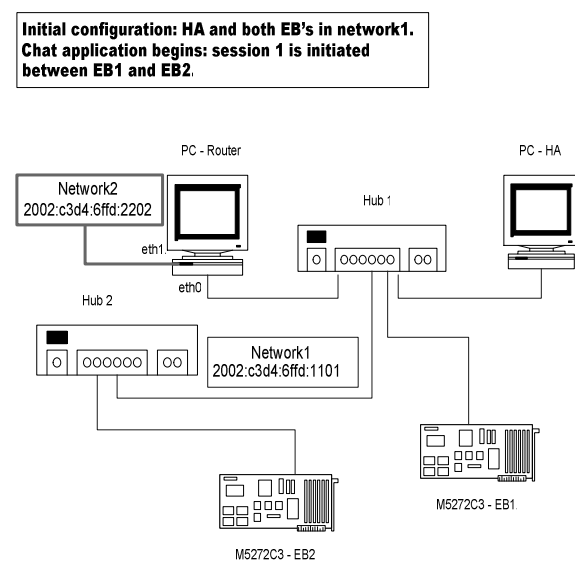 Initial configuration: HA and both EB's in network1.
Chat application begins: session 1 is initiated
between EB1 and EB2.
PC - Router
PC - HA
Network2
2002:c3d4:6ffd:2202
Hub 1
eth1.
eth0
Hub 2
Network1
2002:c3d4:6ffd:1101
M5272C3 - EB1.
M5272C3 - EB2